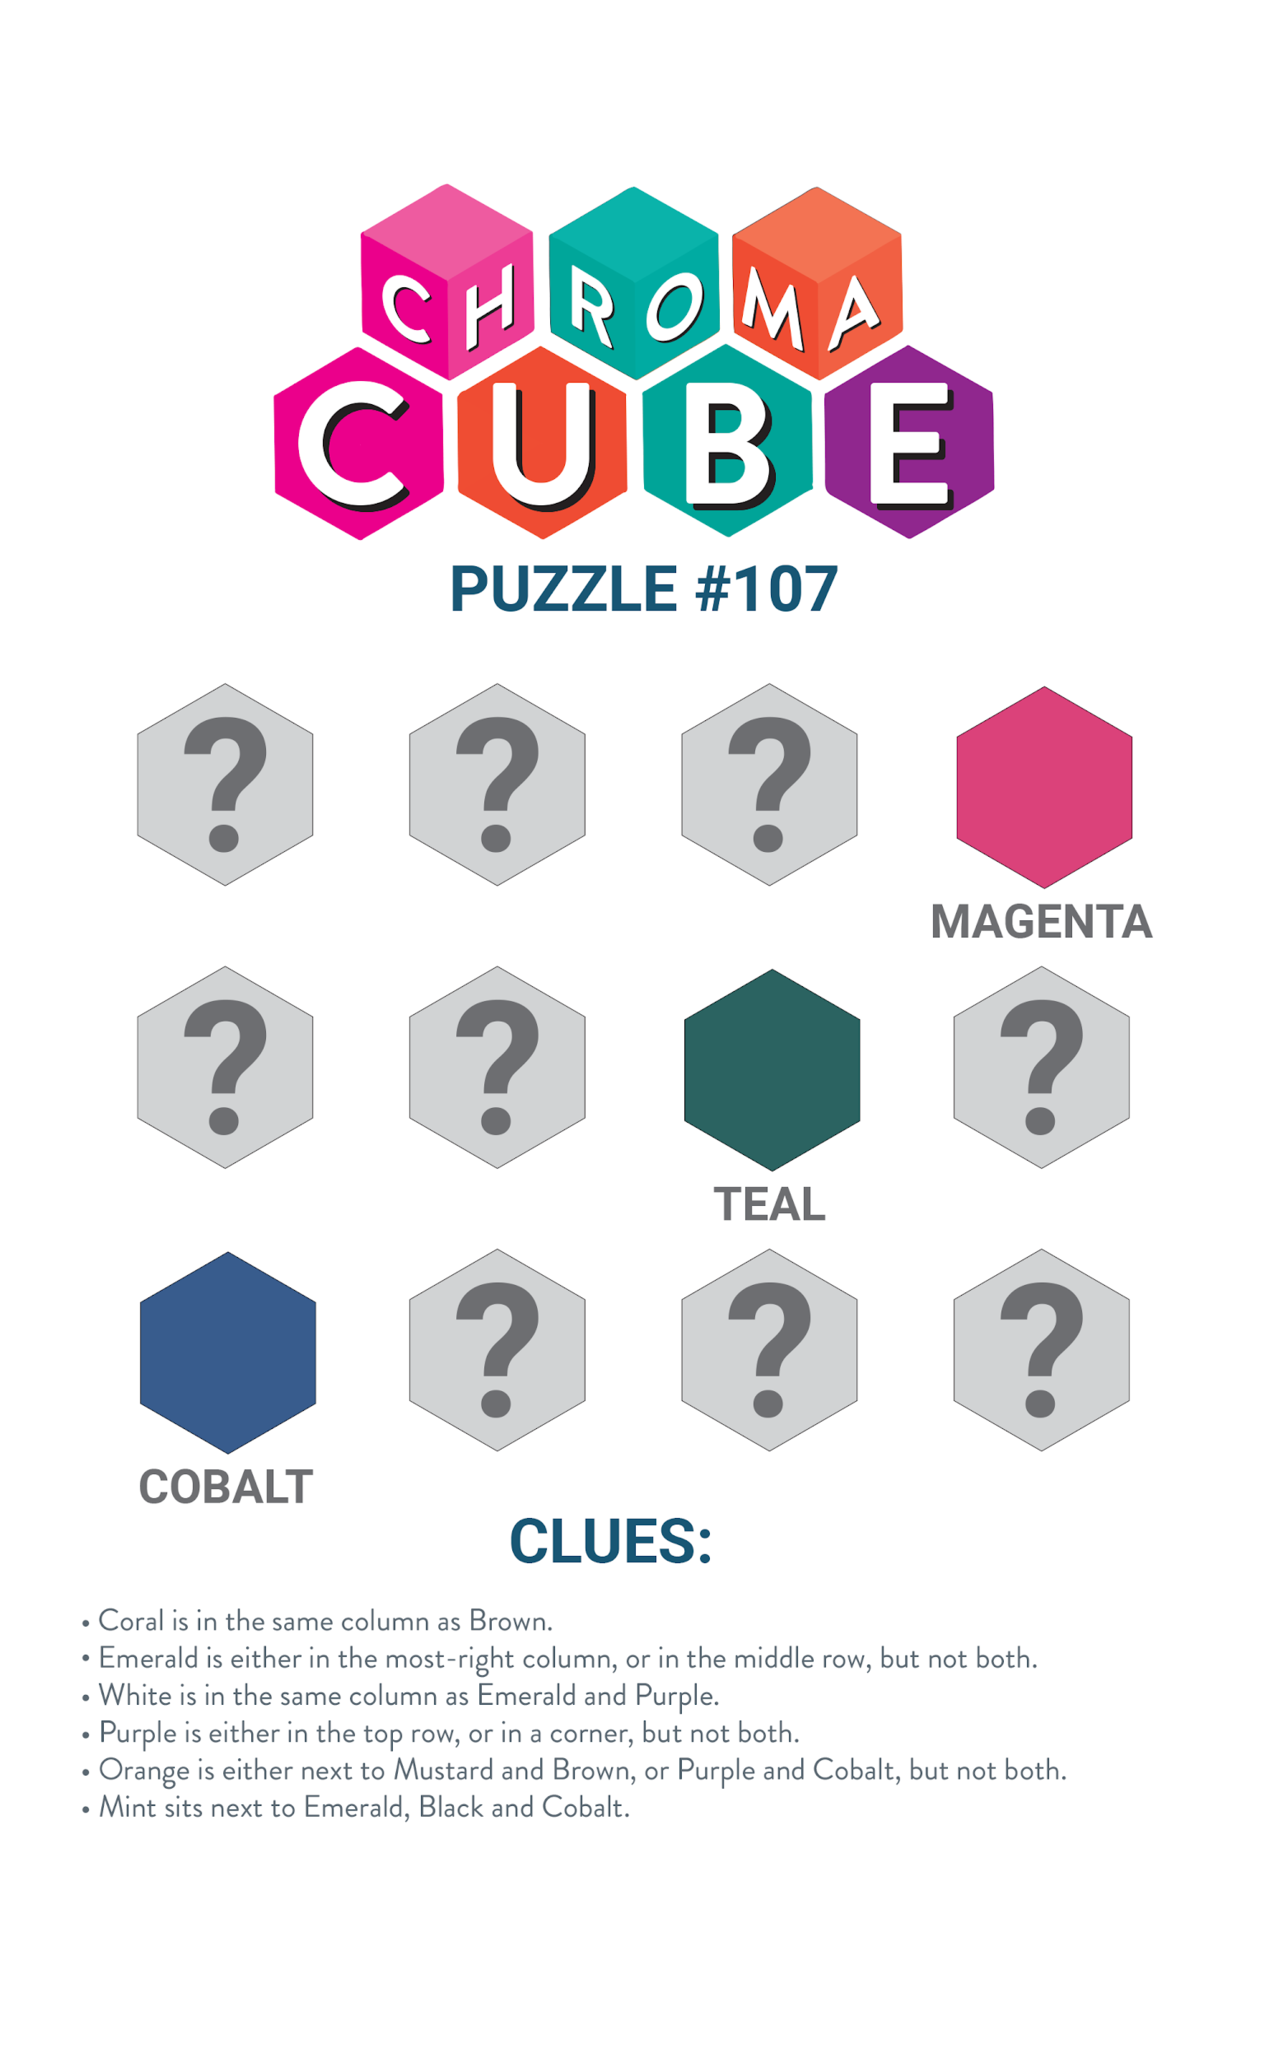 CHROMA
CUBE
PUZZLE #107
?
?
?
MAGENTA
?
?
?
TEAL
?
?
?
COBALT
CLUES:
• Coral is in the same column as Brown.
• Emerald is either in the most-right column, or in the middle row, but not both.
• White is in the same column as Emerald and Purple.
• Purple is either in the top row, or in a corner, but not both.
• Orange is either next to Mustard and Brown, or Purple and Cobalt, but not both.
• Mint sits next to Emerald, Black and Cobalt.